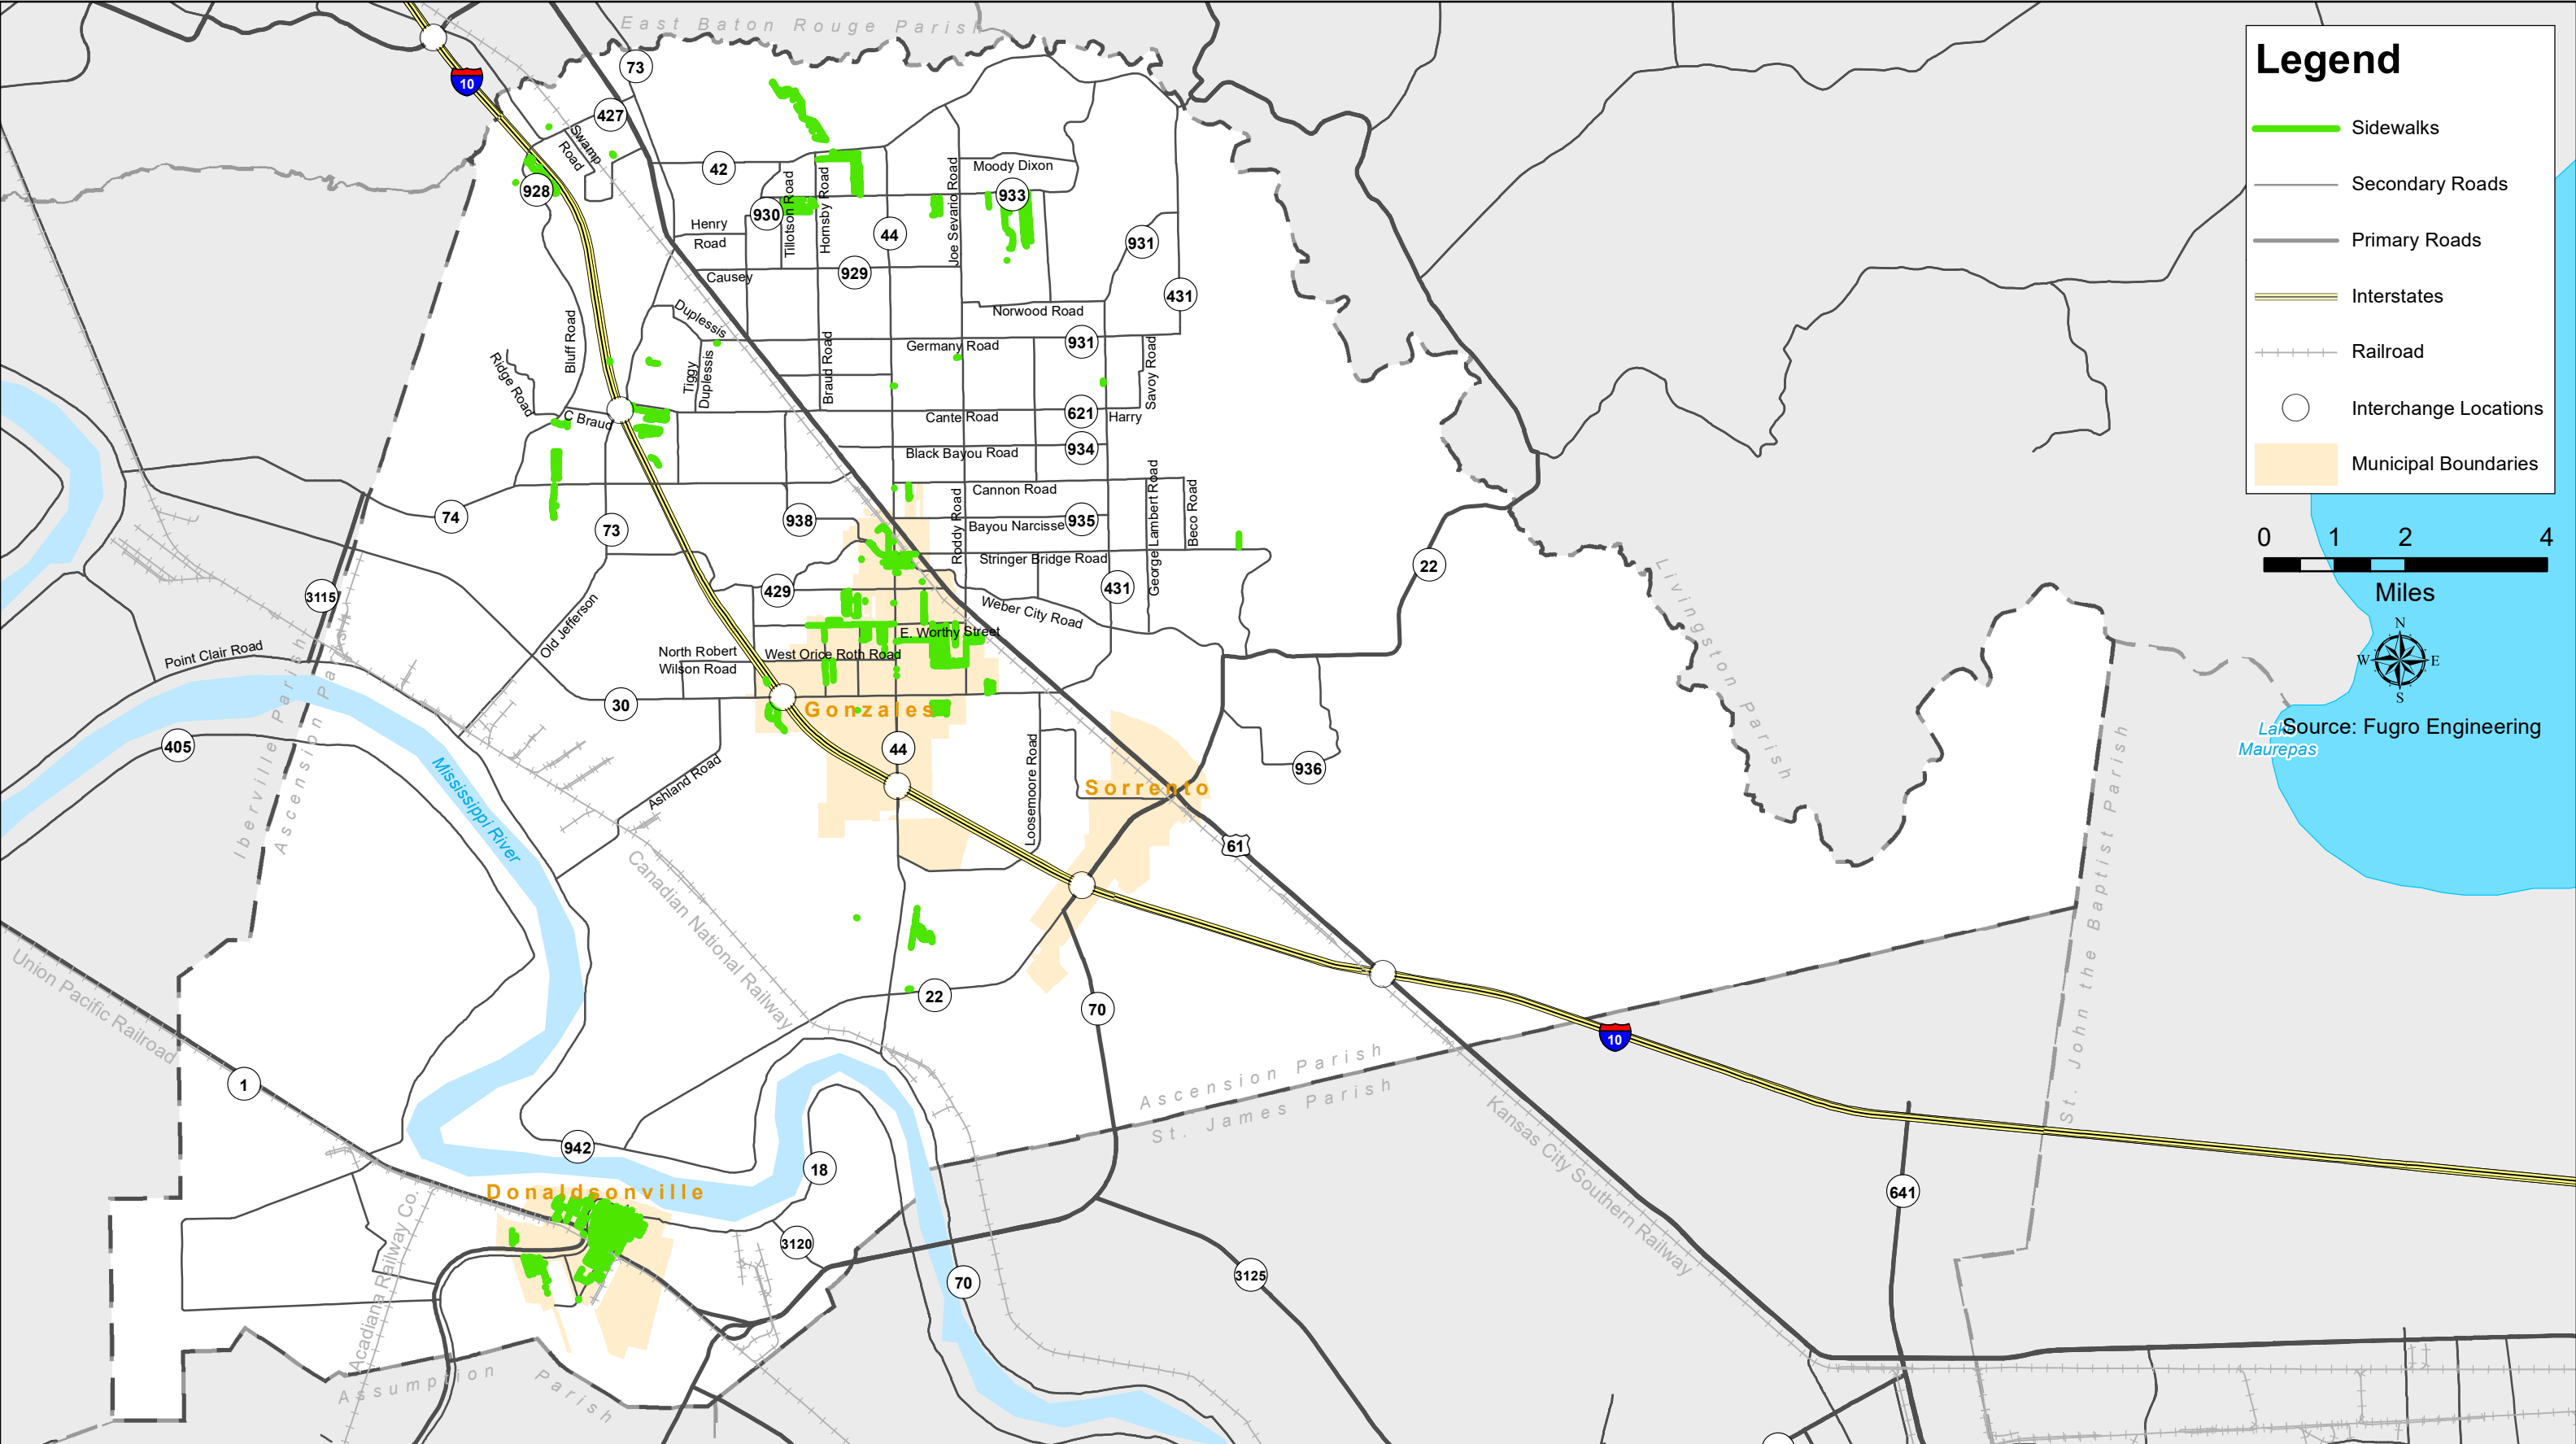 East Baton Rouge Parish
73
10
427
Swamp
Road
928
42
Moody Dixon
933
930
Tillotson Road
Hornsby Road
Joe Sevario Road
Henry
Road
44
931
Causey
929
431
Duplessis
Norwood Road
Bluff Road
Braud Road
Germany Road
931
Savoy Road
Ridge Road
Tiggy
Duplessis
C Braud
Cante Road
621
Harry
Black Bayou Road
934
Cannon Road
74
73
938
Roddy Road
Bayou Narcisse
935
George Lambert Road
Beco Road
Stringer Bridge Road
22
3115
429
431
Weber City Road
Old Jefferson
E. Worthy Street
Point Clair Road
North Robert
Wilson Road
West Orice Roth Road
30
Gonzales
405
44
Iberville Parish
Ascension Parish
Mississippi River
Ashland Road
Loosemoore Road
Sorrento
936
61
Livingston Parish
St. John the Baptist Parish
Canadian National Railway
Union Pacific Railroad
22
70
10
1
Ascension Parish
St. James Parish
Kansas City Southern Railway
942
18
641
Donaldsonville
3120
70
3125
Acadiana Railway Co.
Assumption Parish
Legend
Sidewalks
Secondary Roads
Primary Roads
Interstates
Railroad
Interchange Locations
Municipal Boundaries
0 1 2 4
Miles
N
W E
S
Source: Fugro Engineering
Lake
Maurepas